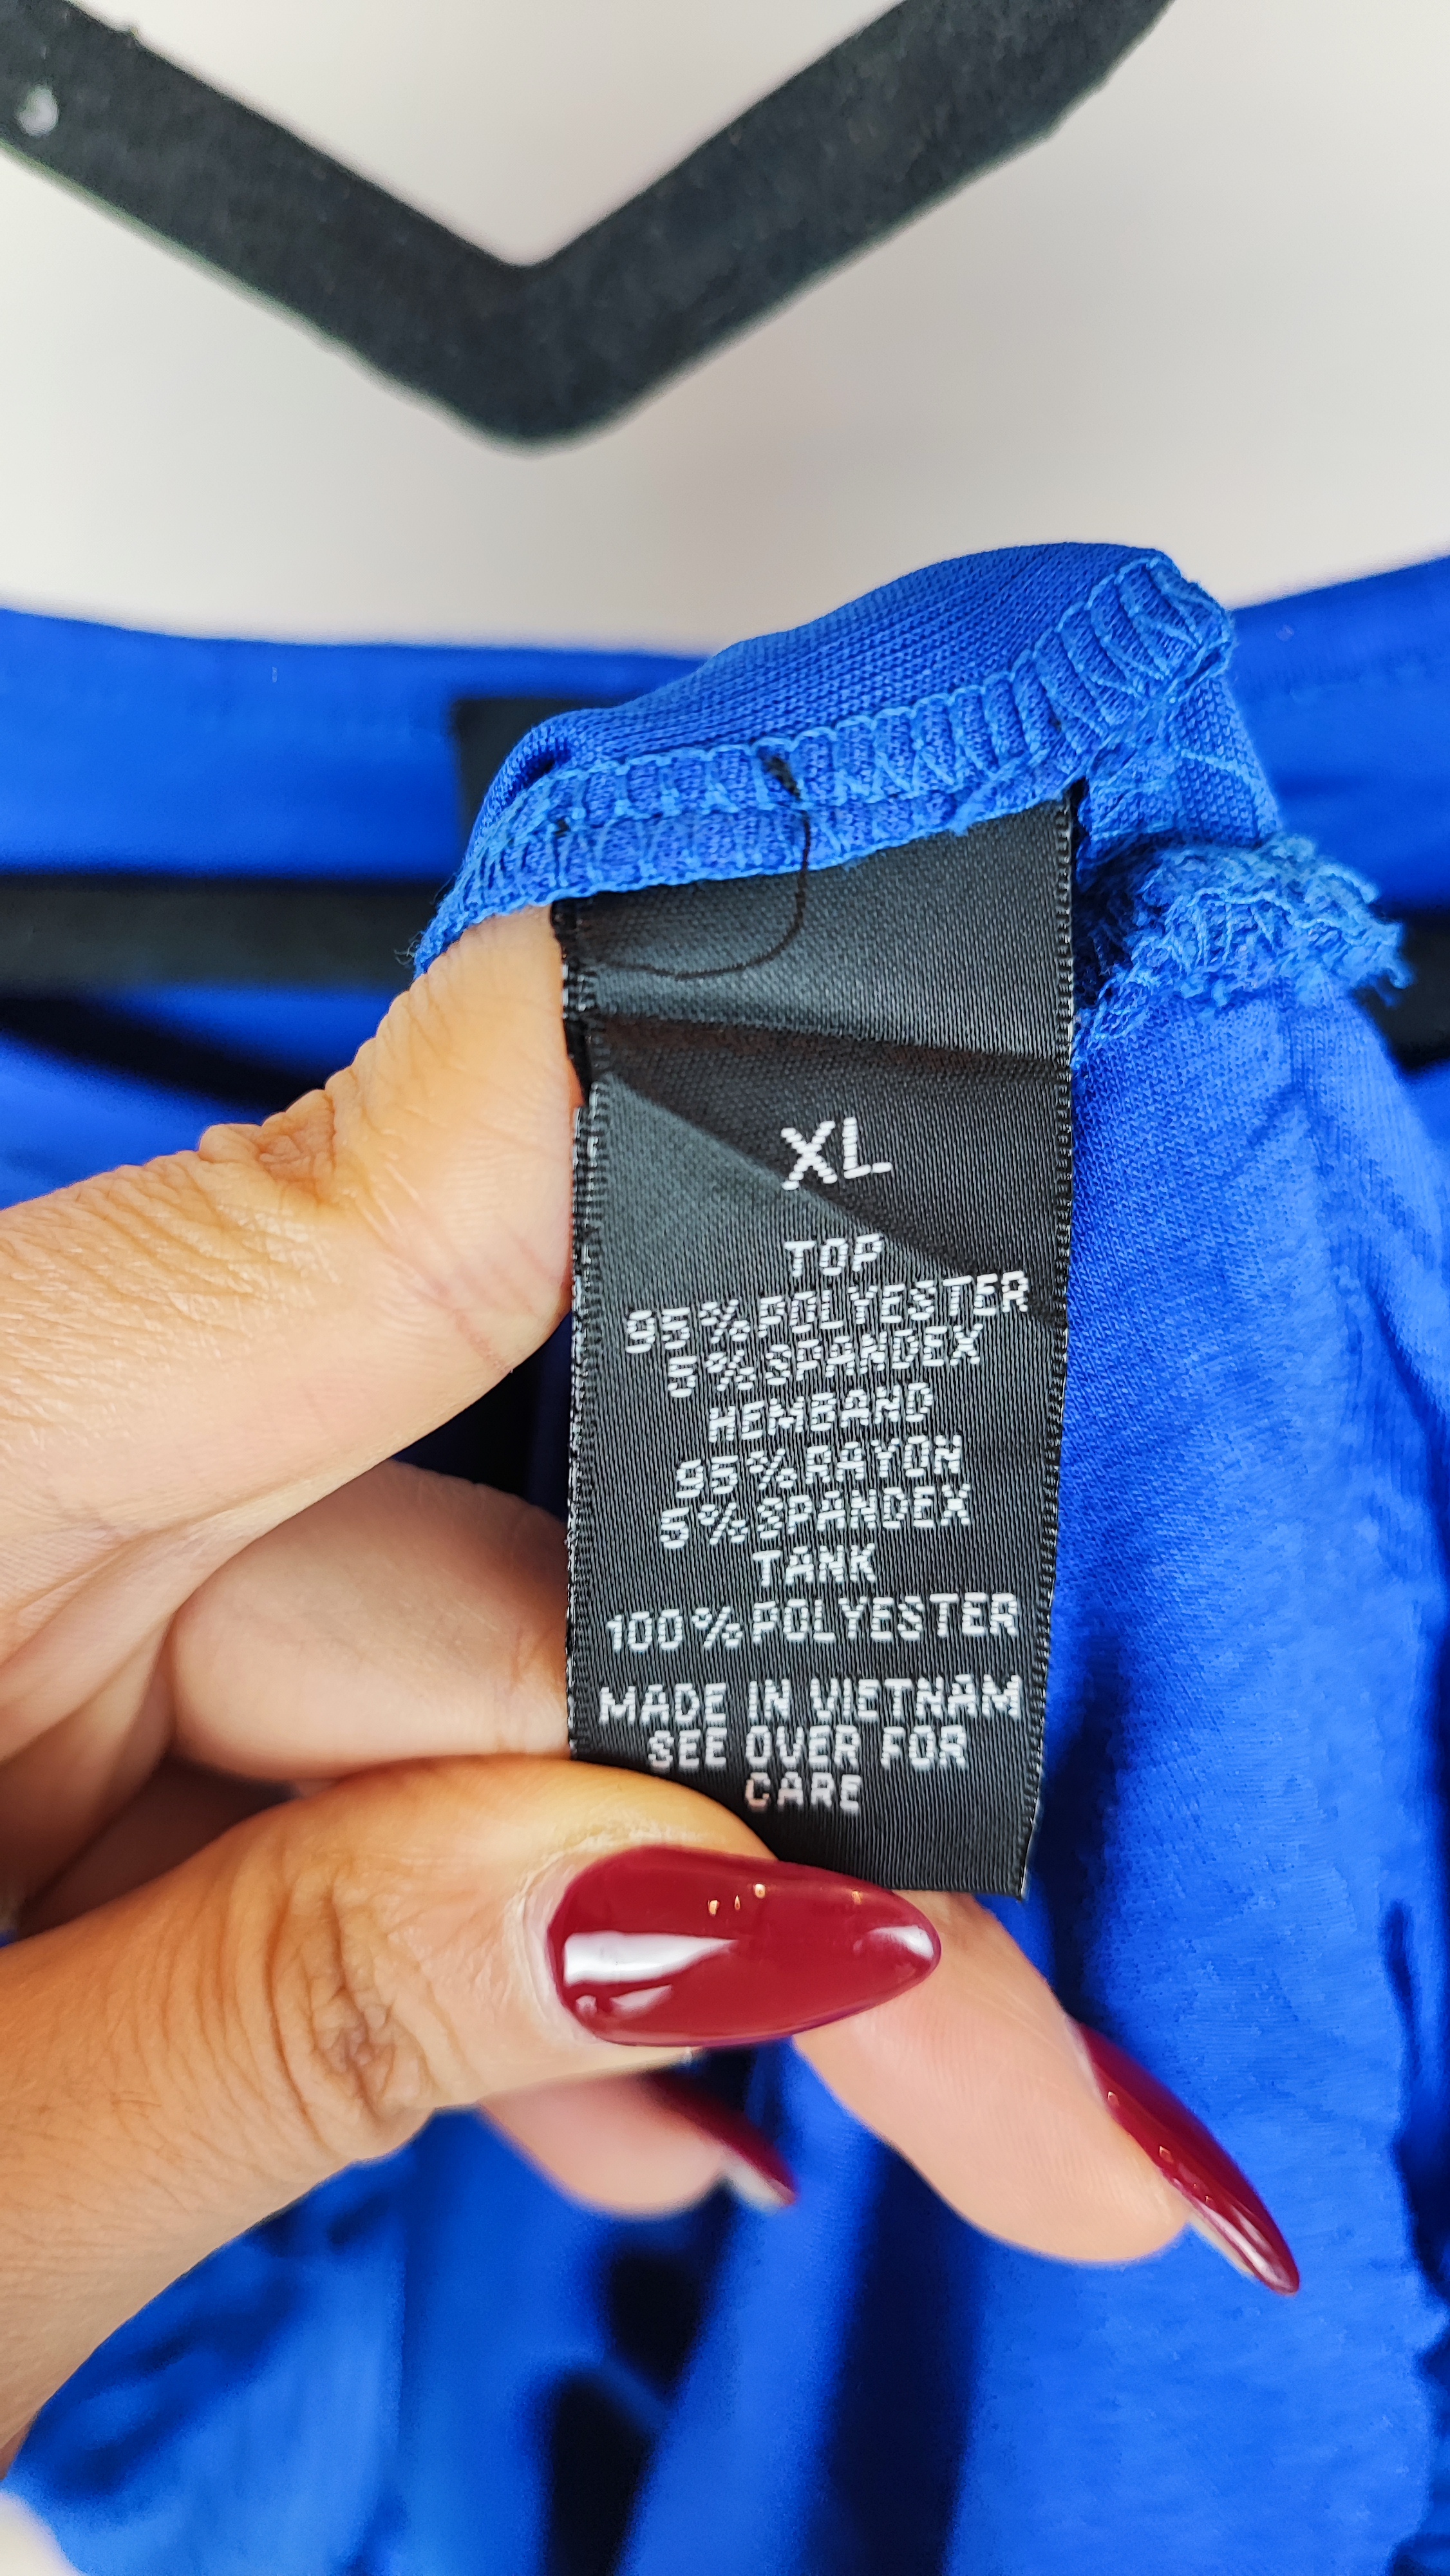 XL
TOP
95%POLYESTER
5%SPANDEX
HEMBAND
95%RAYON
5%SPANDEX
TANK
100%POLYESTER
MADE IN VIETNAM
SEE OVER FOR
CARE